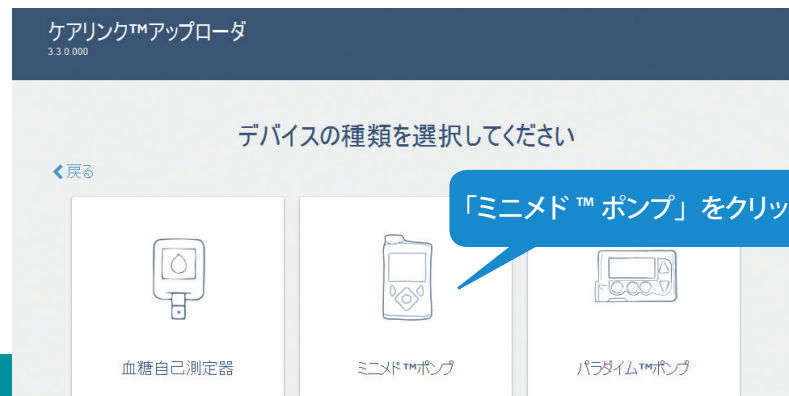 ケアリンク™アップローダ
3.3.0.000
デバイスの種類を選択してください
戻る
「ミニメド™ ポンプ」をクリッ
血糖自己測定器
ミニメド™ポンプ
パラダイム™ポンプ